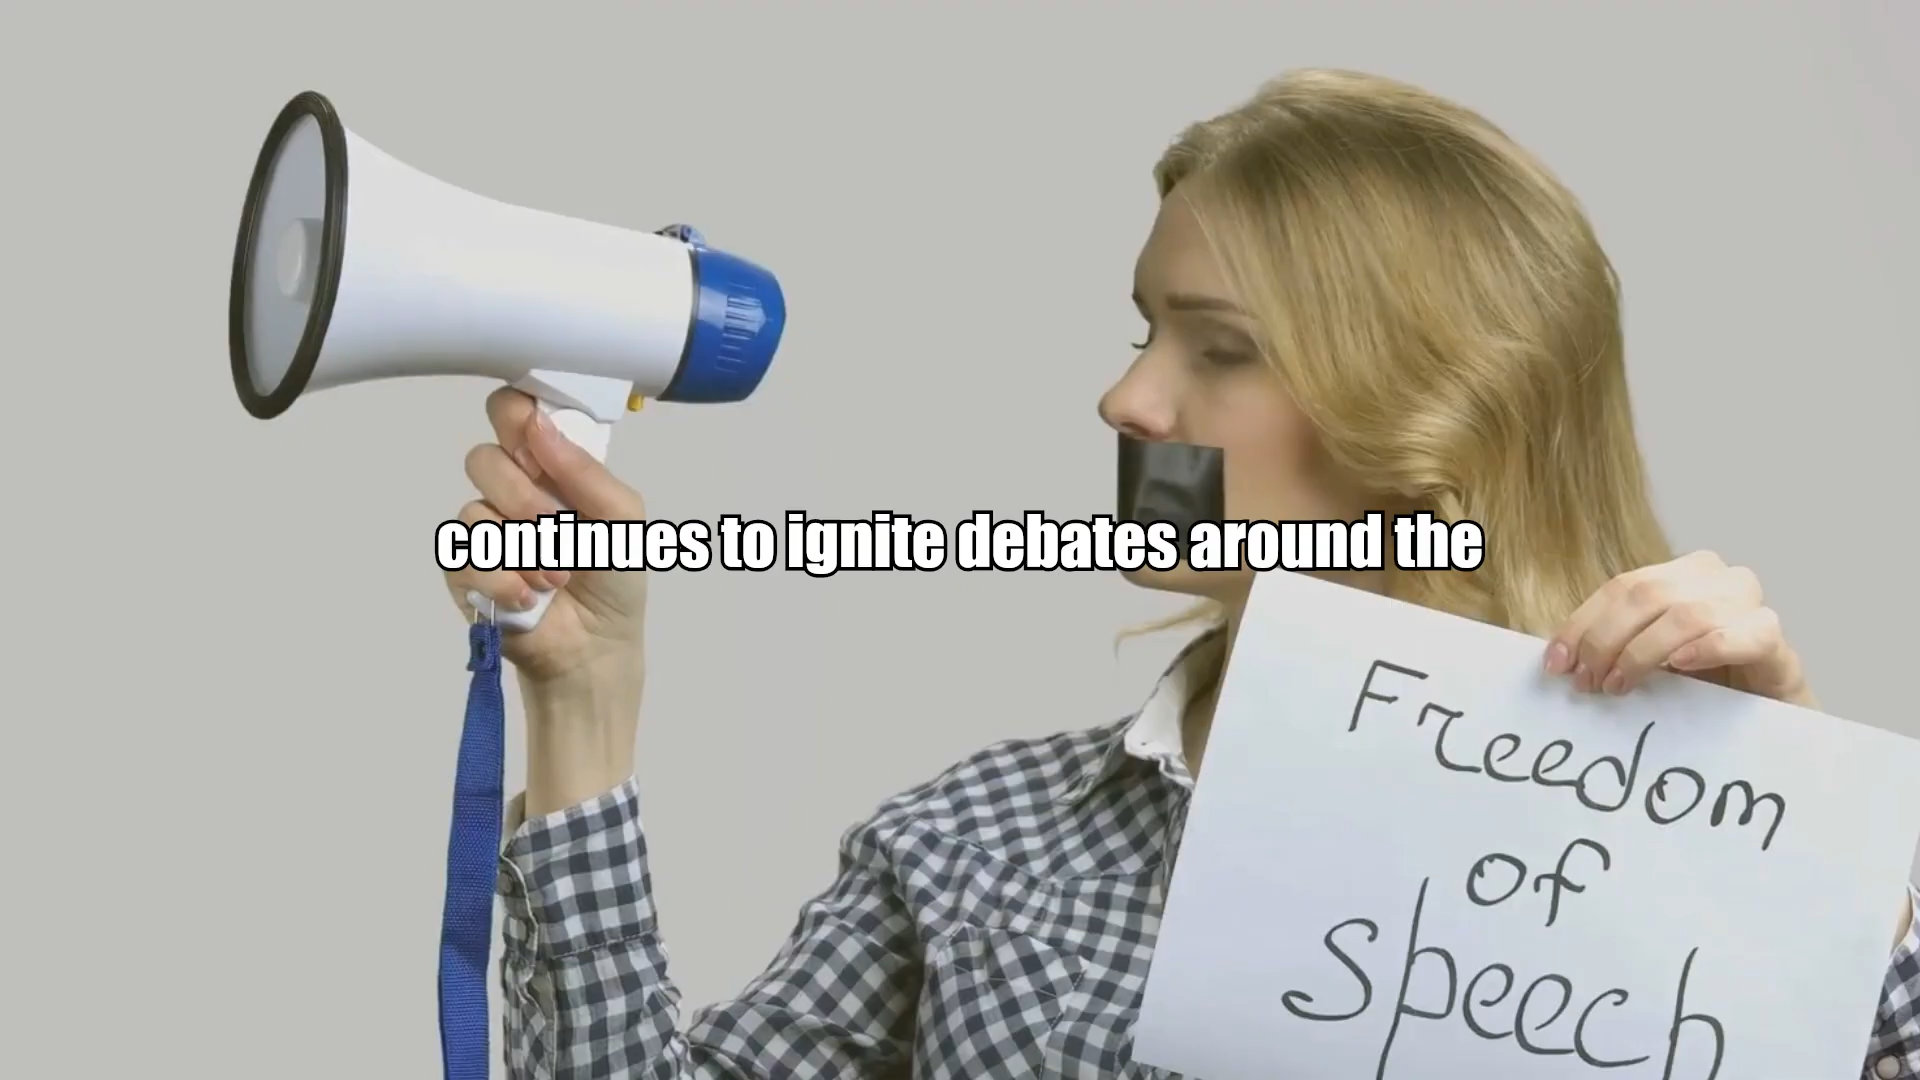 continues to ignite debates around the
Freedom
of
Speech